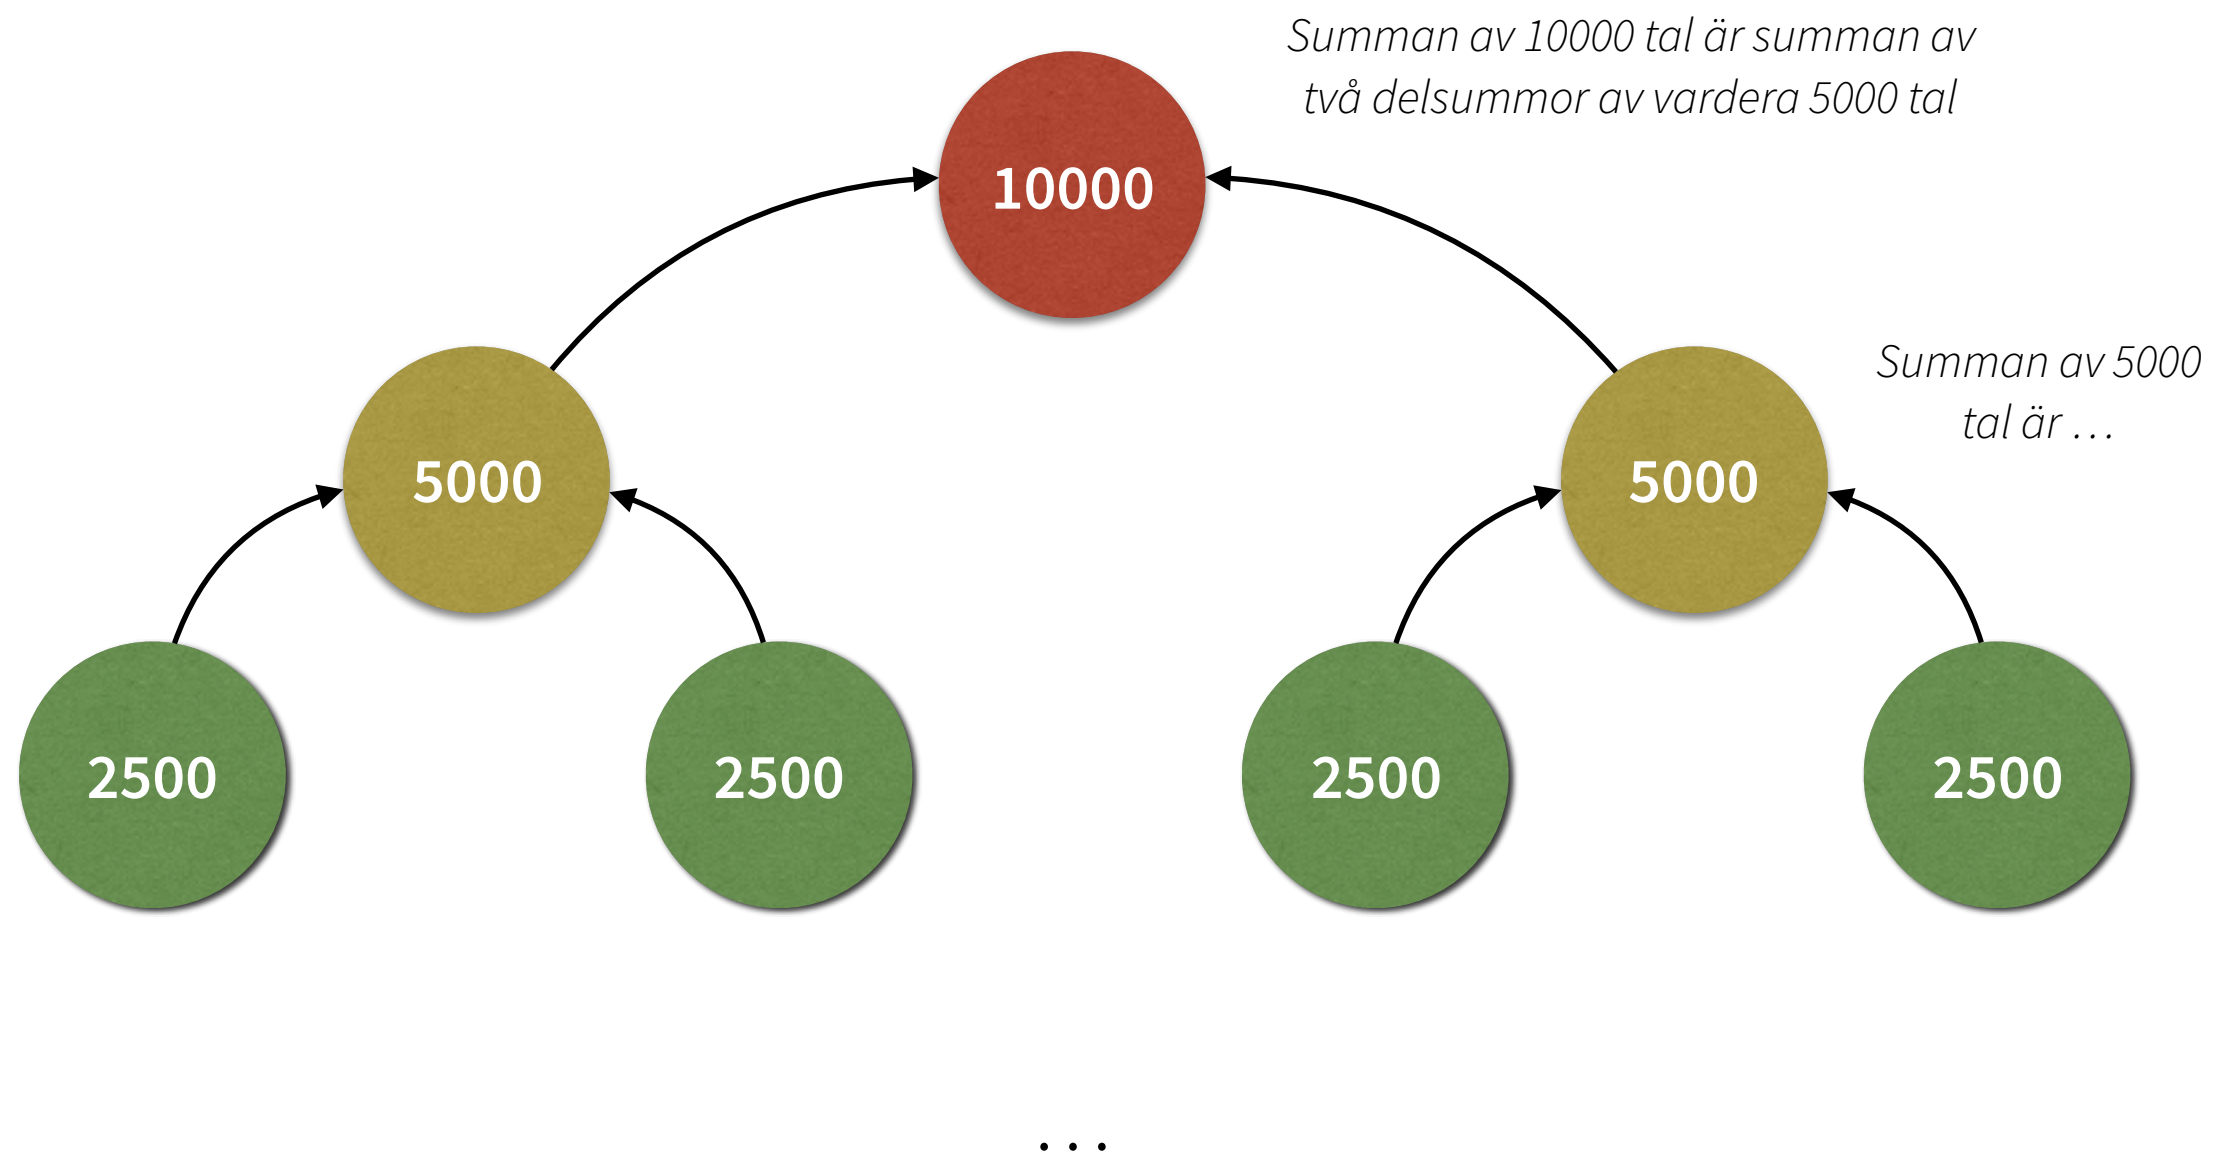 Summan av 10000 tal är summan av
två delsummor av vardera 5000 tal
10000
Summan av 5000
tal är …
5000
5000
2500
2500
2500
2500
…